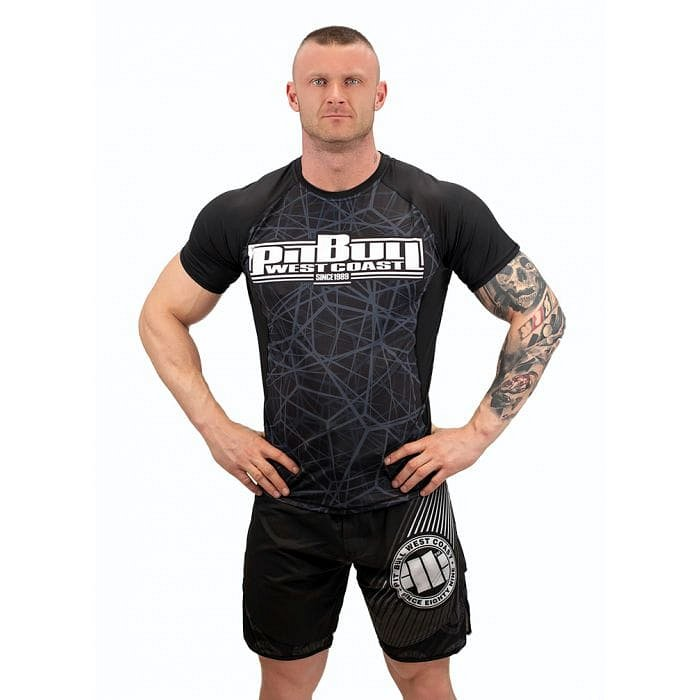 PitBull
WEST COAST
SINCE 1989
PIT BULL WEST COAST
SINCE EIGHTY NINE